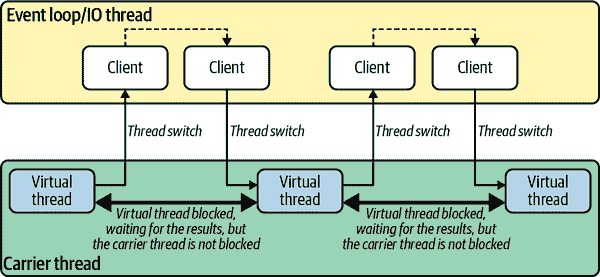 Event loop/IO thread
Client
Client
Client
Client
Thread switch
Thread switch
Thread switch
Thread switch
Virtual
thread
Virtual
thread
Virtual
thread
Virtual thread blocked,
waiting for the results, but
the carrier thread is not blocked
Virtual thread blocked,
waiting for the results, but
the carrier thread is not blocked
Carrier thread